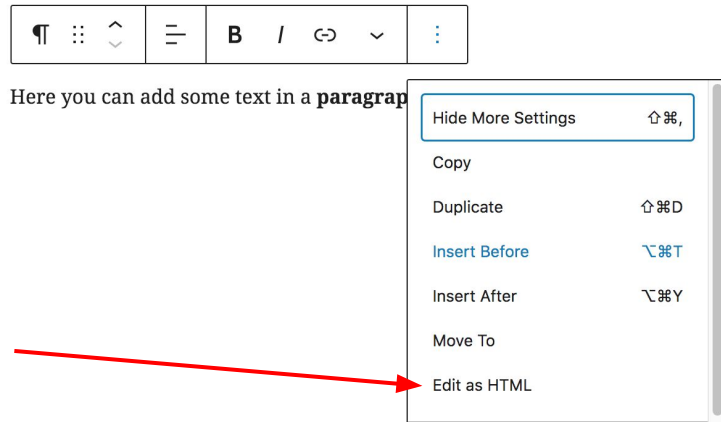 ¶ B I
Here you can add some text in a paragrap
Hide More Settings ⇧⌘,
Copy
Duplicate ⇧⌘D
Insert Before ⌥⌘T
Insert After ⌥⌘Y
Move To
Edit as HTML